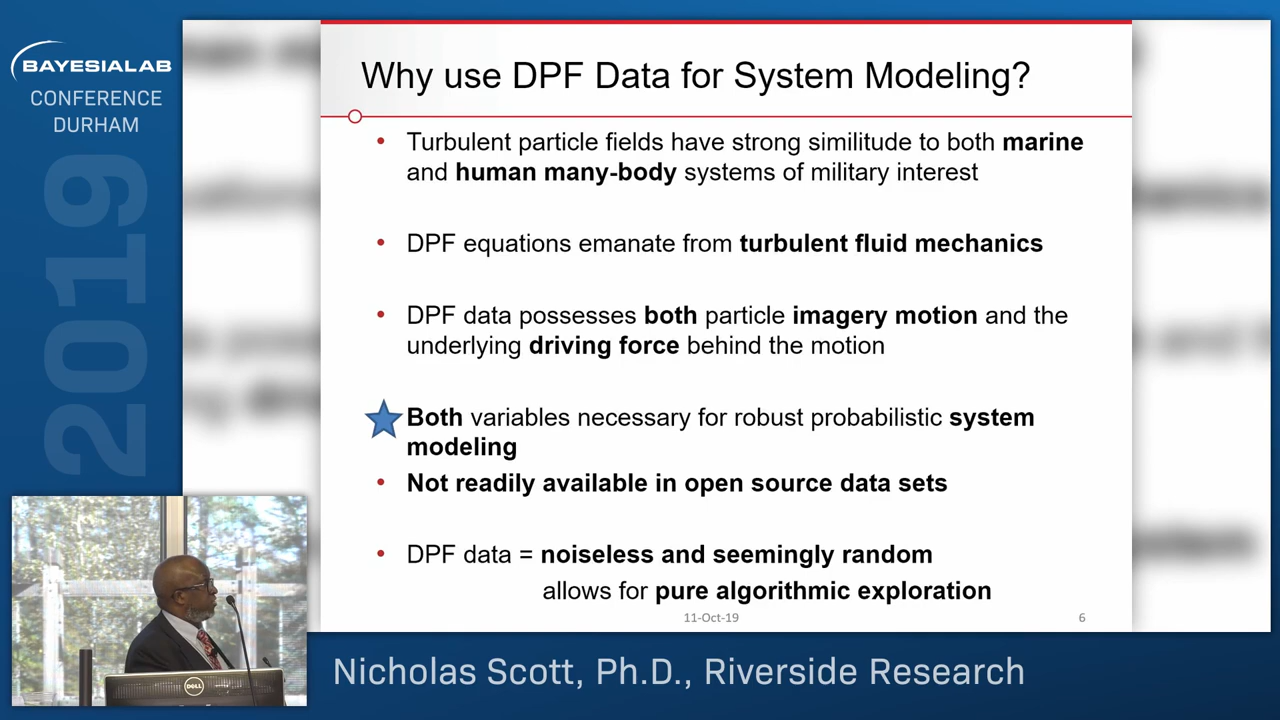 BAYESIALAB
CONFERENCE
DURHAM
2019
Why use DPF Data for System Modeling?
• Turbulent particle fields have strong similitude to both marine
and human many-body systems of military interest
• DPF equations emanate from turbulent fluid mechanics
• DPF data possesses both particle imagery motion and the
underlying driving force behind the motion
Both variables necessary for robust probabilistic system
modeling
• Not readily available in open source data sets
• DPF data = noiseless and seemingly random
allows for pure algorithmic exploration
11-Oct-19
6
DELL
Nicholas Scott, Ph.D., Riverside Research